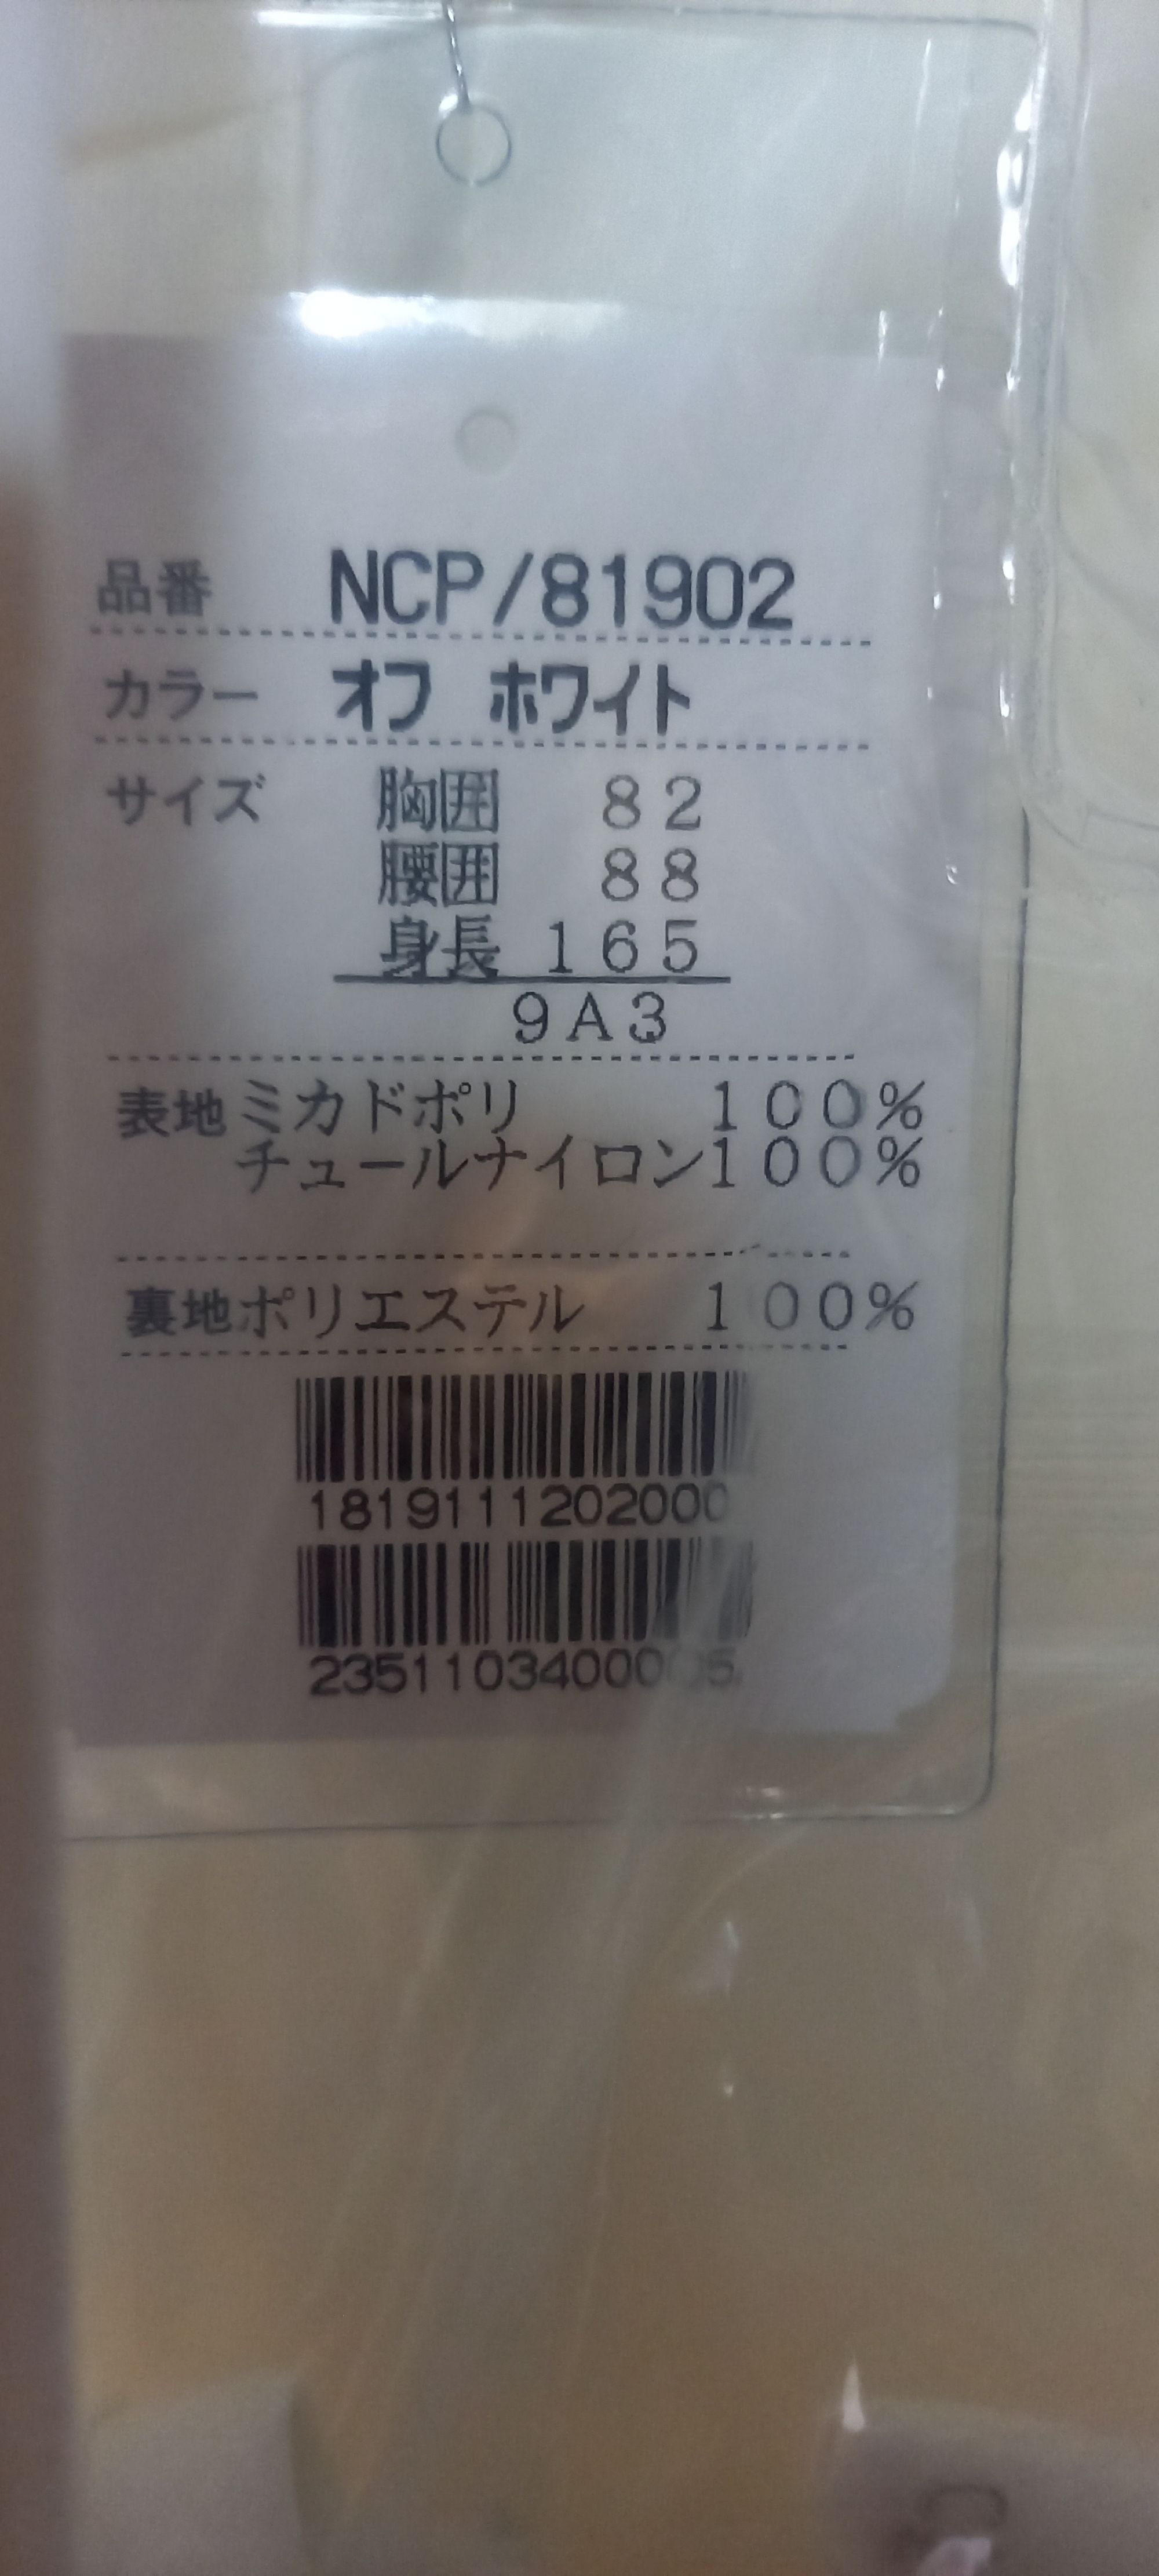 品番 NCP/81902
カラー オフ ホワイト
サイズ 胸囲 82
腰囲 88
身長 165
9A3
表地 ミカドポリ 100%
チュールナイロン100%
裏地 ポリエステル 100%
1819111202000